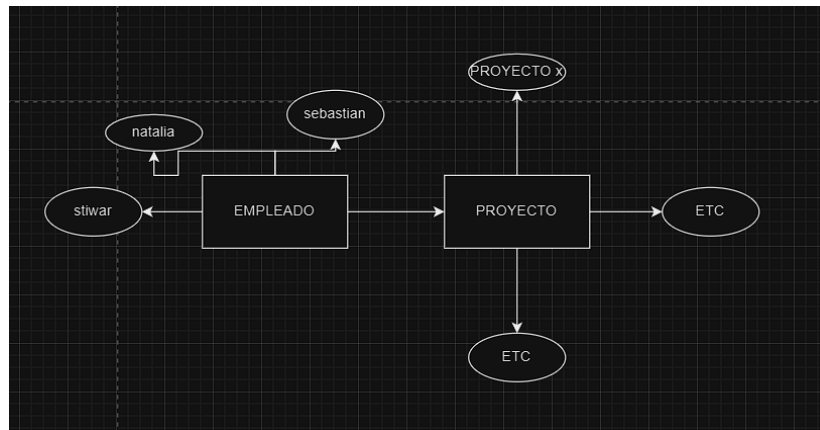 PROYECTO x
sebastian
natalia
stiwar
EMPLEADO
PROYECTO
ETC
ETC